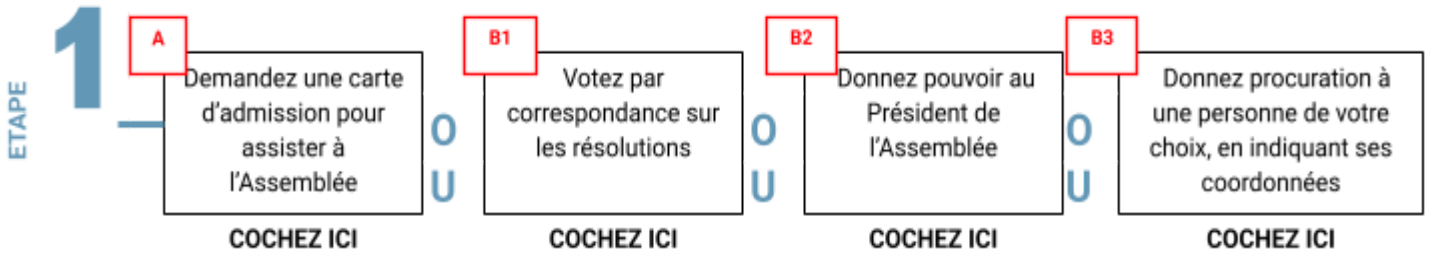 ETAPE
1
A
Demandez une carte
d'admission pour
assister à
l'Assemblée
COCHEZ ICI
O
U
B1
Votez par
correspondance sur
les résolutions
COCHEZ ICI
O
U
B2
Donnez pouvoir au
Président de
l'Assemblée
COCHEZ ICI
O
U
B3
Donnez procuration à
une personne de votre
choix, en indiquant ses
coordonnées
COCHEZ ICI